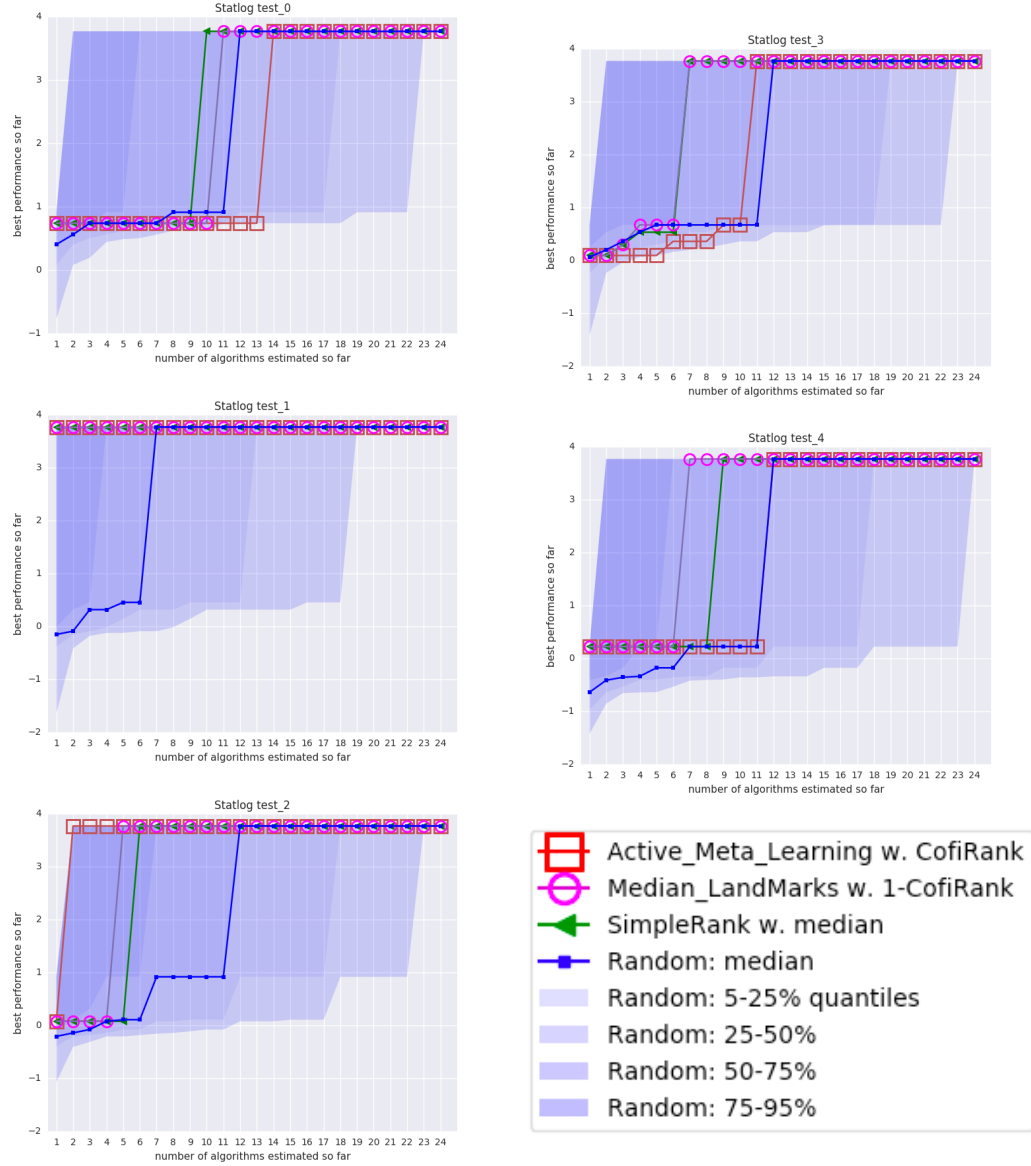 Statlog test_0
best performance so far
4
3
2
1
0
−1
1 2 3 4 5 6 7 8 9 10 11 12 13 14 15 16 17 18 19 20 21 22 23 24
number of algorithms estimated so far
Statlog test_3
best performance so far
4
3
2
1
0
−1
−2
1 2 3 4 5 6 7 8 9 10 11 12 13 14 15 16 17 18 19 20 21 22 23 24
number of algorithms estimated so far
Statlog test_1
best performance so far
4
3
2
1
0
−1
−2
1 2 3 4 5 6 7 8 9 10 11 12 13 14 15 16 17 18 19 20 21 22 23 24
number of algorithms estimated so far
Statlog test_4
best performance so far
4
3
2
1
0
−1
−2
1 2 3 4 5 6 7 8 9 10 11 12 13 14 15 16 17 18 19 20 21 22 23 24
number of algorithms estimated so far
Statlog test_2
best performance so far
4
3
2
1
0
−1
−2
1 2 3 4 5 6 7 8 9 10 11 12 13 14 15 16 17 18 19 20 21 22 23 24
number of algorithms estimated so far
Active_Meta_Learning w. CofiRank
Median_LandMarks w. 1-CofiRank
SimpleRank w. median
Random: median
Random: 5-25% quantiles
Random: 25-50%
Random: 50-75%
Random: 75-95%